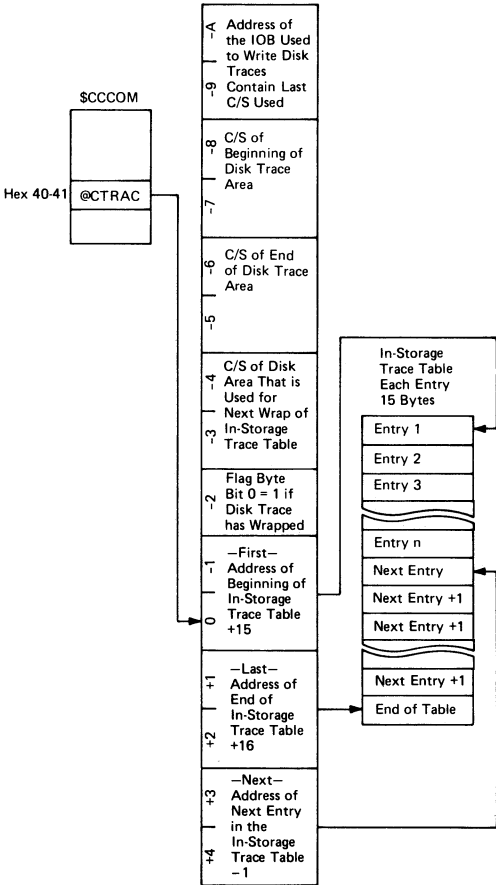 $CCCOM
Hex 40-41
@CTRAC
-A
-9
Address of
the IOB Used
to Write Disk
Traces
Contain Last
C/S Used
-8
-7
C/S of
Beginning of
Disk Trace
Area
-6
-5
C/S of End
of Disk Trace
Area
-4
-3
C/S of Disk
Area That is
Used for
Next Wrap of
In-Storage
Trace Table
-2
Flag Byte
Bit 0 = 1 if
Disk Trace
has Wrapped
-1
0
—First—
Address of
Beginning of
In-Storage
Trace Table
+15
+1
+2
—Last—
Address of
End of
In-Storage
Trace Table
+16
+3
+4
—Next—
Address of
Next Entry
in the
In-Storage
Trace Table
-1
In-Storage
Trace Table
Each Entry
15 Bytes
Entry 1
Entry 2
Entry 3
Entry n
Next Entry
Next Entry +1
Next Entry +1
Next Entry +1
End of Table